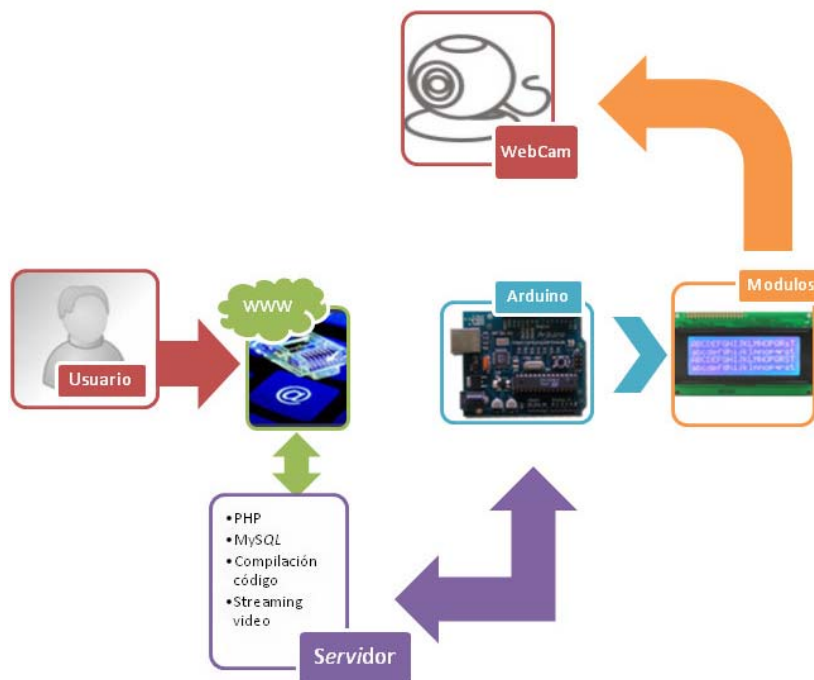 WebCam
Usuario
WWW
@
Arduino
Modulos
•PHP
•MySQL
•Compilación
código
•Streaming
video
Servidor